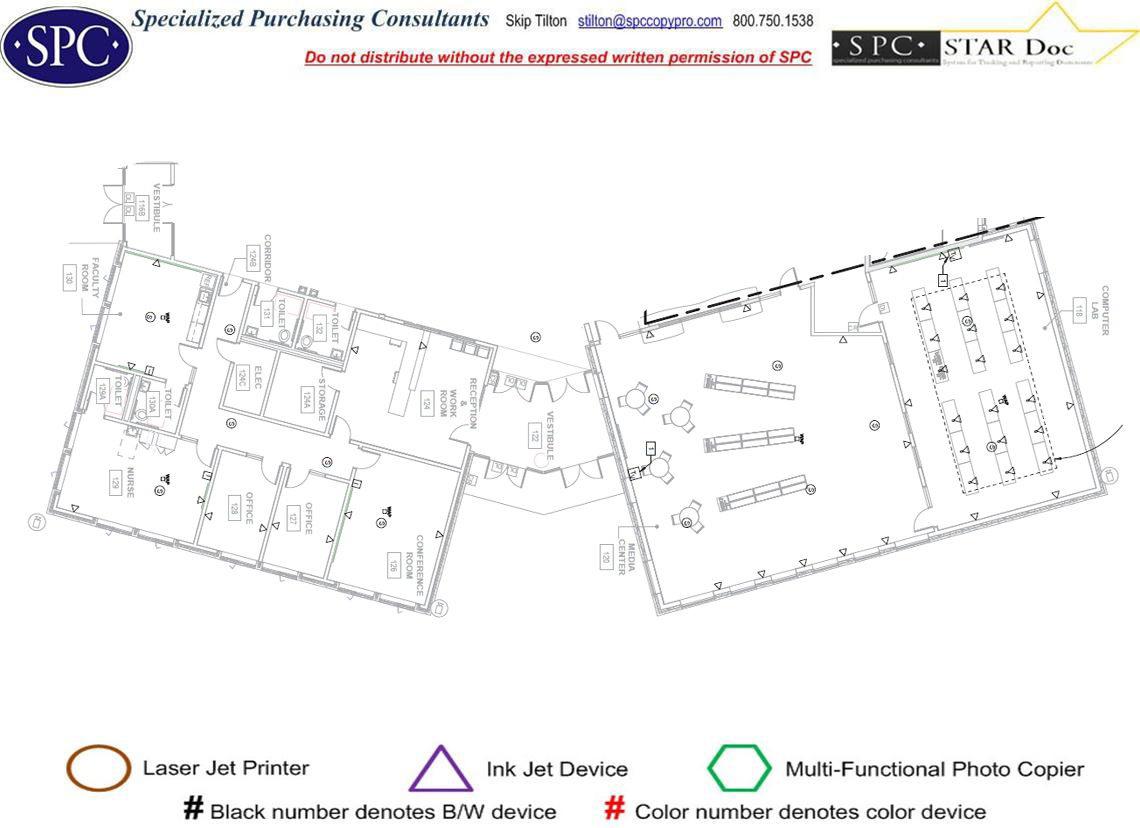 Specialized Purchasing Consultants Skip Tilton stilton@spccopypro.com 800.750.1538
·SPC·
Do not distribute without the expressed written permission of SPC
·SPC· STAR Doc
specialized purchasing consultants System for Tracking and Reporting Documents
VESTIBULE
116B
CORRIDOR
124B
FACULTY
ROOM
130
TOILET
131
TOILET
132
ELEC
124C
STORAGE
124A
RECEPTION
&
WORK
ROOM
124
TOILET
129A
TOILET
130A
VESTIBULE
122
NURSE
129
OFFICE
128
OFFICE
127
CONFERENCE
ROOM
126
MEDIA
CENTER
120
COMPUTER
LAB
118
1
1
Laser Jet Printer
Ink Jet Device
Multi-Functional Photo Copier
# Black number denotes B/W device
# Color number denotes color device